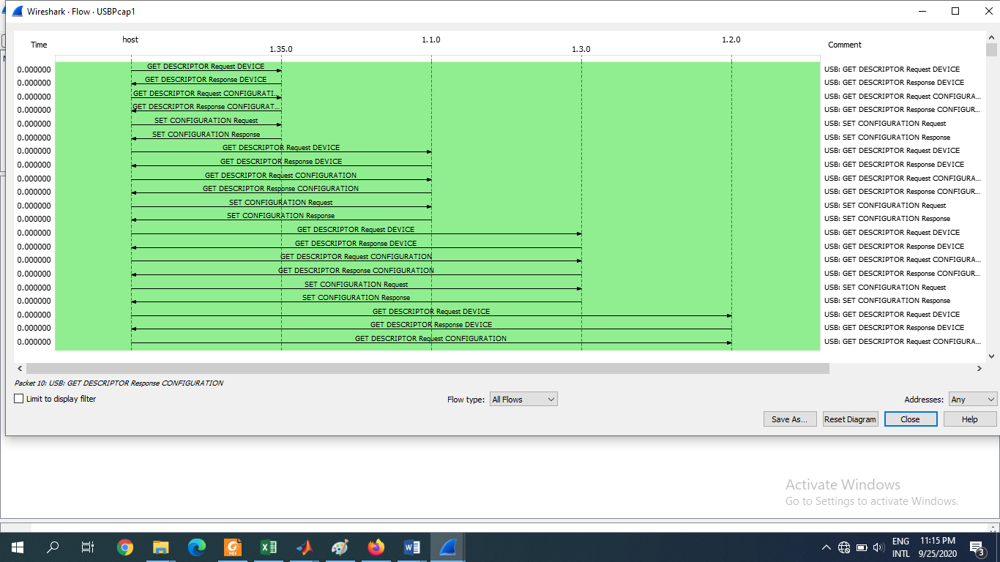 Wireshark · Flow · USBPcap1
Time
host
1.35.0
1.1.0
1.3.0
1.2.0
Comment
0.000000 GET DESCRIPTOR Request DEVICE USB: GET DESCRIPTOR Request DEVICE
0.000000 GET DESCRIPTOR Response DEVICE USB: GET DESCRIPTOR Response DEVICE
0.000000 GET DESCRIPTOR Request CONFIGURATI... USB: GET DESCRIPTOR Request CONFIGURA...
0.000000 GET DESCRIPTOR Response CONFIGURAT... USB: GET DESCRIPTOR Response CONFIGUR...
0.000000 SET CONFIGURATION Request USB: SET CONFIGURATION Request
0.000000 SET CONFIGURATION Response USB: SET CONFIGURATION Response
0.000000 GET DESCRIPTOR Request DEVICE USB: GET DESCRIPTOR Request DEVICE
0.000000 GET DESCRIPTOR Response DEVICE USB: GET DESCRIPTOR Response DEVICE
0.000000 GET DESCRIPTOR Request CONFIGURATION USB: GET DESCRIPTOR Request CONFIGURA...
0.000000 GET DESCRIPTOR Response CONFIGURATION USB: GET DESCRIPTOR Response CONFIGUR...
0.000000 SET CONFIGURATION Request USB: SET CONFIGURATION Request
0.000000 SET CONFIGURATION Response USB: SET CONFIGURATION Response
0.000000 GET DESCRIPTOR Request DEVICE USB: GET DESCRIPTOR Request DEVICE
0.000000 GET DESCRIPTOR Response DEVICE USB: GET DESCRIPTOR Response DEVICE
0.000000 GET DESCRIPTOR Request CONFIGURATION USB: GET DESCRIPTOR Request CONFIGURA...
0.000000 GET DESCRIPTOR Response CONFIGURATION USB: GET DESCRIPTOR Response CONFIGUR...
0.000000 SET CONFIGURATION Request USB: SET CONFIGURATION Request
0.000000 SET CONFIGURATION Response USB: SET CONFIGURATION Response
0.000000 GET DESCRIPTOR Request DEVICE USB: GET DESCRIPTOR Request DEVICE
0.000000 GET DESCRIPTOR Response DEVICE USB: GET DESCRIPTOR Response DEVICE
0.000000 GET DESCRIPTOR Request CONFIGURATION USB: GET DESCRIPTOR Request CONFIGURA...
Packet 10: USB: GET DESCRIPTOR Response CONFIGURATION
Limit to display filter
Flow type: All Flows
Addresses: Any
Save As...
Reset Diagram
Close
Help
Activate Windows
Go to Settings to activate Windows.
ENG
INTL
11:15 PM
9/25/2020
3